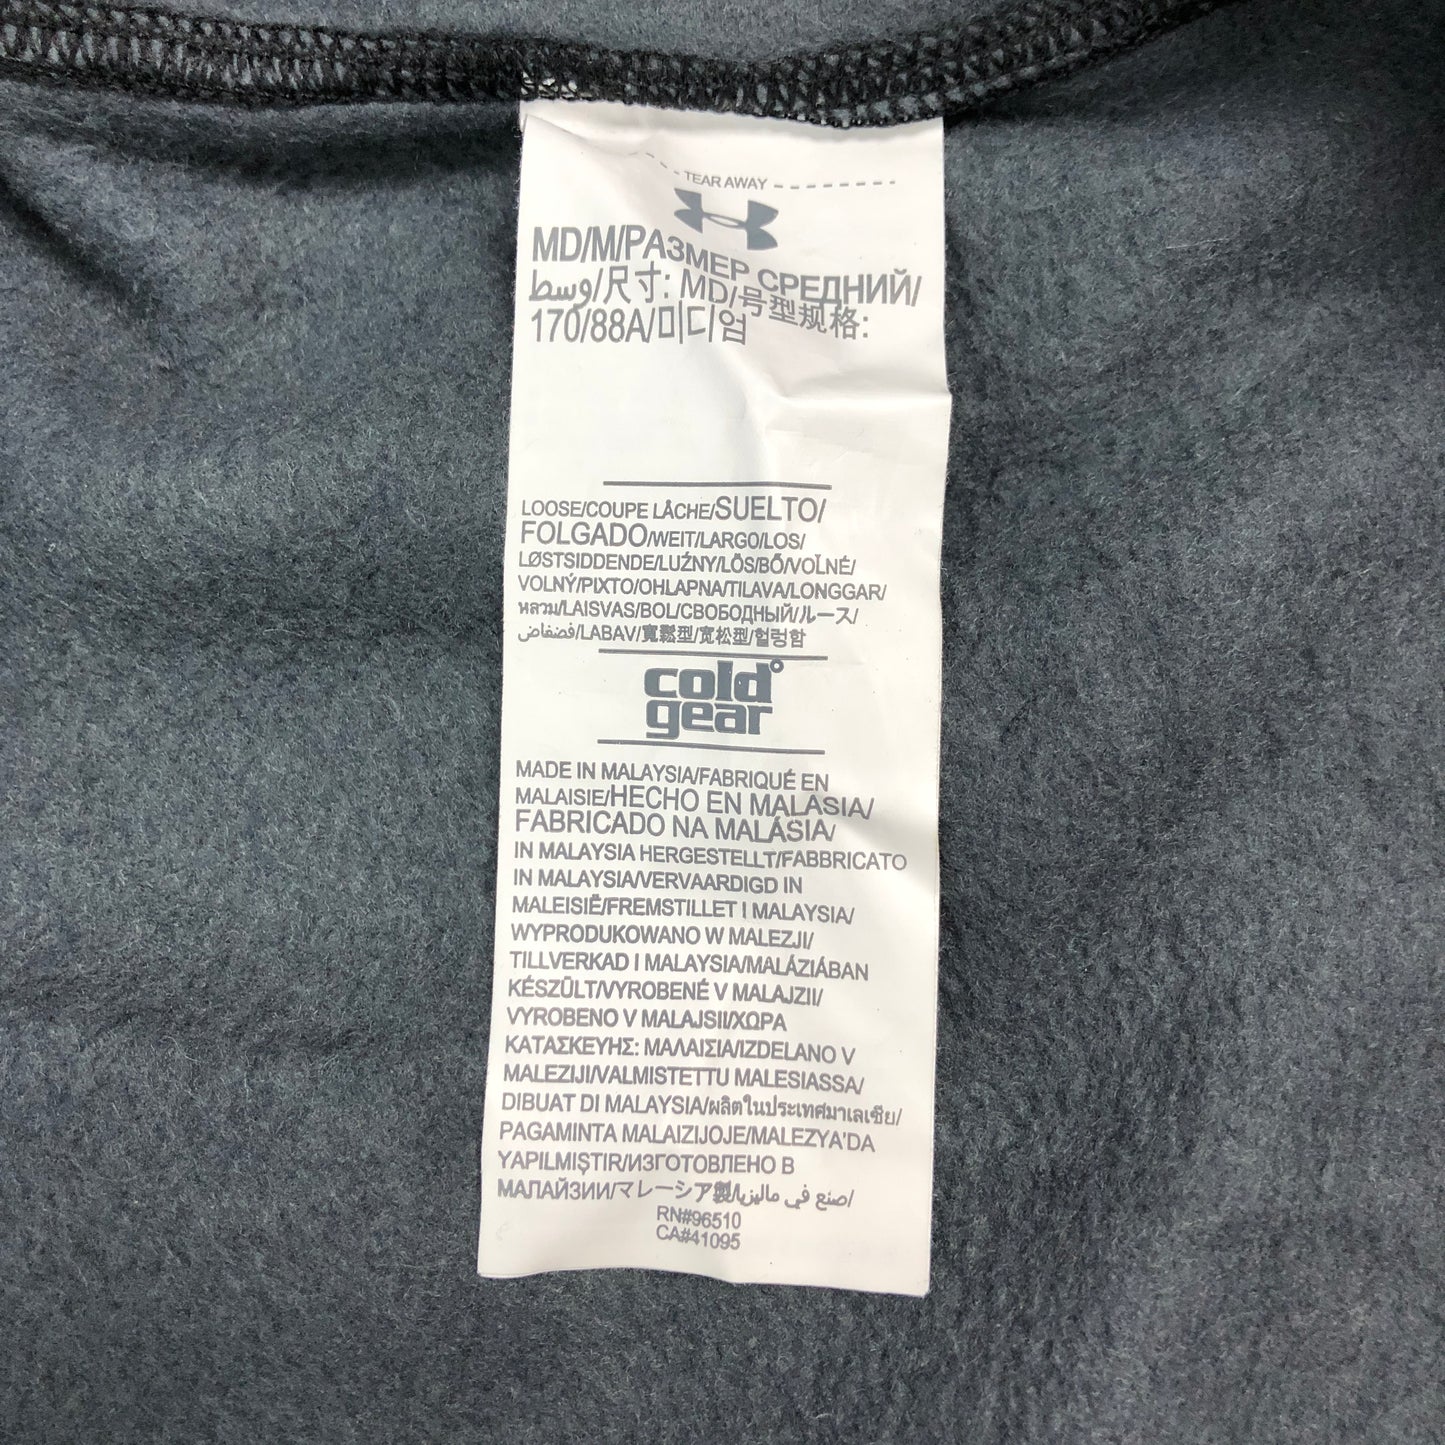 TEAR AWAY
MD/M/РАЗМЕР СРЕДНИЙ/
وسط/尺寸: MD/号型规格:
170/88A/미디엄
LOOSE/COUPE LÂCHE/SUELTO/
FOLGADO/WEIT/LARGO/LOS/
LØSTSIDDENDE/LUŹNY/LÖS/BŐ/VOĽNÉ/
VOLNÝ/ΡΙΧΤΟ/OHLAPNA/TILAVA/LONGGAR/
หลวม/LAISVAS/BOL/СВОБОДНЫЙ/ルース/
فضفاض/LABAV/寬鬆型/宽松型/헐렁함
cold°
gear
MADE IN MALAYSIA/FABRIQUÉ EN
MALAISIE/HECHO EN MALASIA/
FABRICADO NA MALÁSIA/
IN MALAYSIA HERGESTELLT/FABBRICATO
IN MALAYSIA/VERVAARDIGD IN
MALEISIË/FREMSTILLET I MALAYSIA/
WYPRODUKOWANO W MALEZJI/
TILLVERKAD I MALAYSIA/MALÁZIÁBAN
KÉSZÜLT/VYROBENÉ V MALAJZII/
VYROBENO V MALAJSII/ΧΩΡΑ
ΚΑΤΑΣΚΕΥΗΣ: ΜΑΛΑΙΣΙΑ/IZDELANO V
MALEZIJI/VALMISTETTU MALESIASSA/
DIBUAT DI MALAYSIA/ผลิตในประเทศมาเลเซีย/
PAGAMINTA MALAIZIJOJE/MALEZYA'DA
YAPILMIŞTIR/ИЗГОТОВЛЕНО В
МАЛАЙЗИИ/マレーシア製/صنع في ماليزيا/
RN#96510
CA#41095